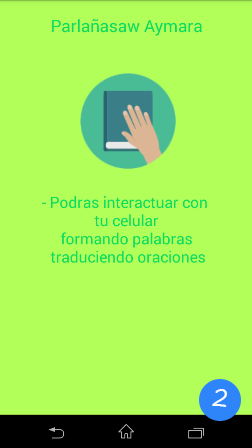 Parlañasaw Aymara
- Podras interactuar con
tu celular
formando palabras
traduciendo oraciones
2